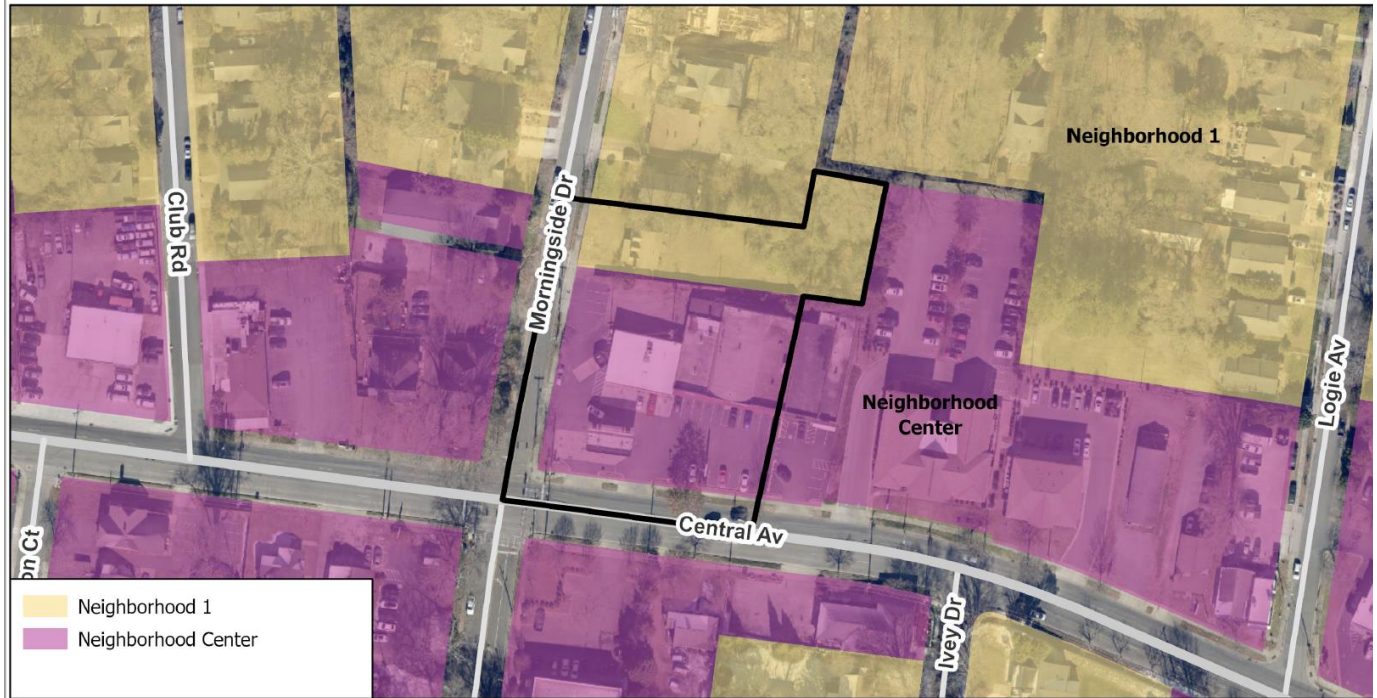 Neighborhood 1
Club Rd
Morningside Dr
Logie Av
Neighborhood
Center
Central Av
on Ct
Ivey Dr
Neighborhood 1
Neighborhood Center